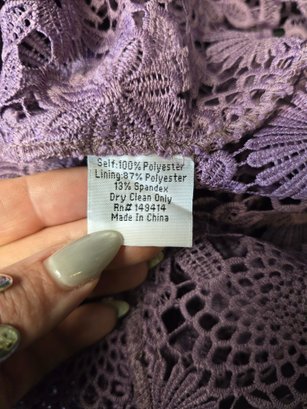 Self:100% Polyester
Lining:87% Polyester
13% Spandex
Dry Clean Only
Rn# 149414
Made In China